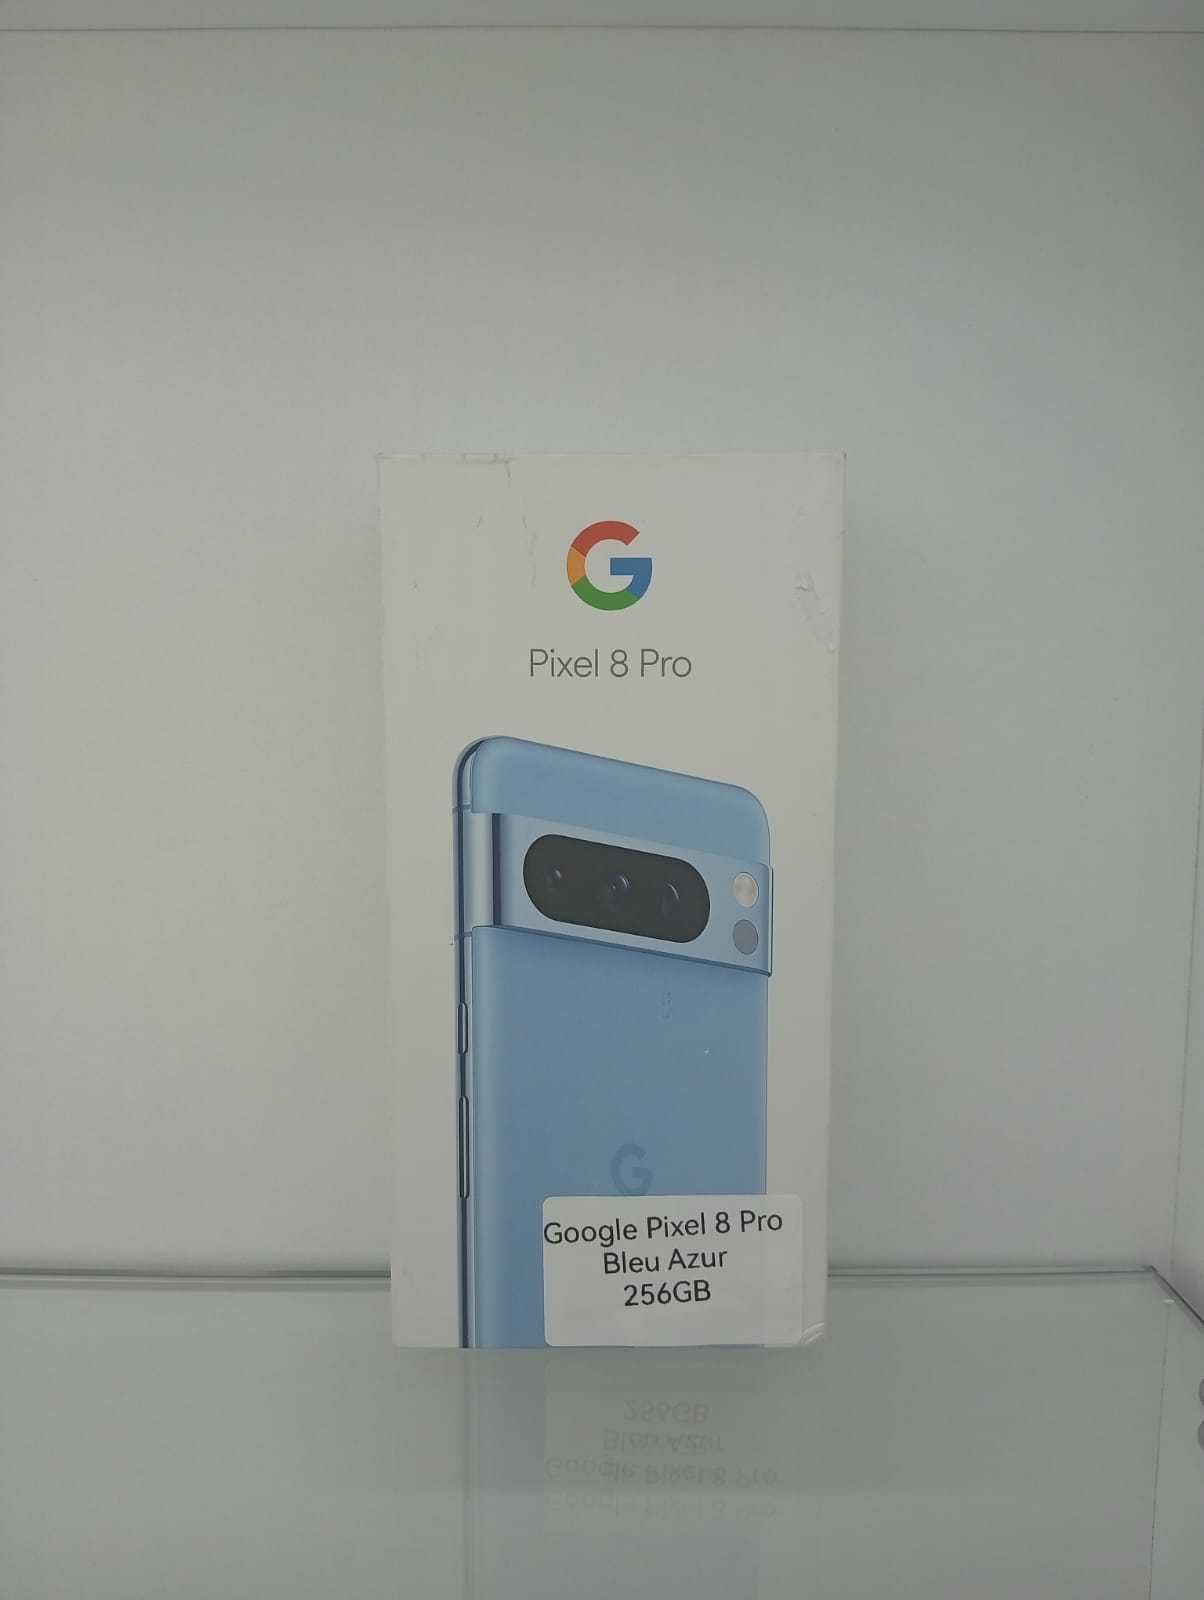 G
Pixel 8 Pro
G
Google Pixel 8 Pro
Bleu Azur
256GB